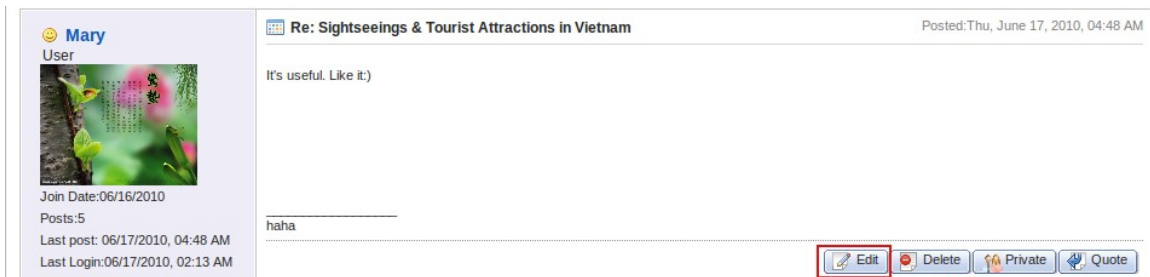 Mary
User
鶯
Join Date:06/16/2010
Posts:5
Last post: 06/17/2010, 04:48 AM
Last Login:06/17/2010, 02:13 AM
Re: Sightseeings & Tourist Attractions in Vietnam
Posted:Thu, June 17, 2010, 04:48 AM
It's useful. Like it:)
haha
Edit
Delete
Private
Quote